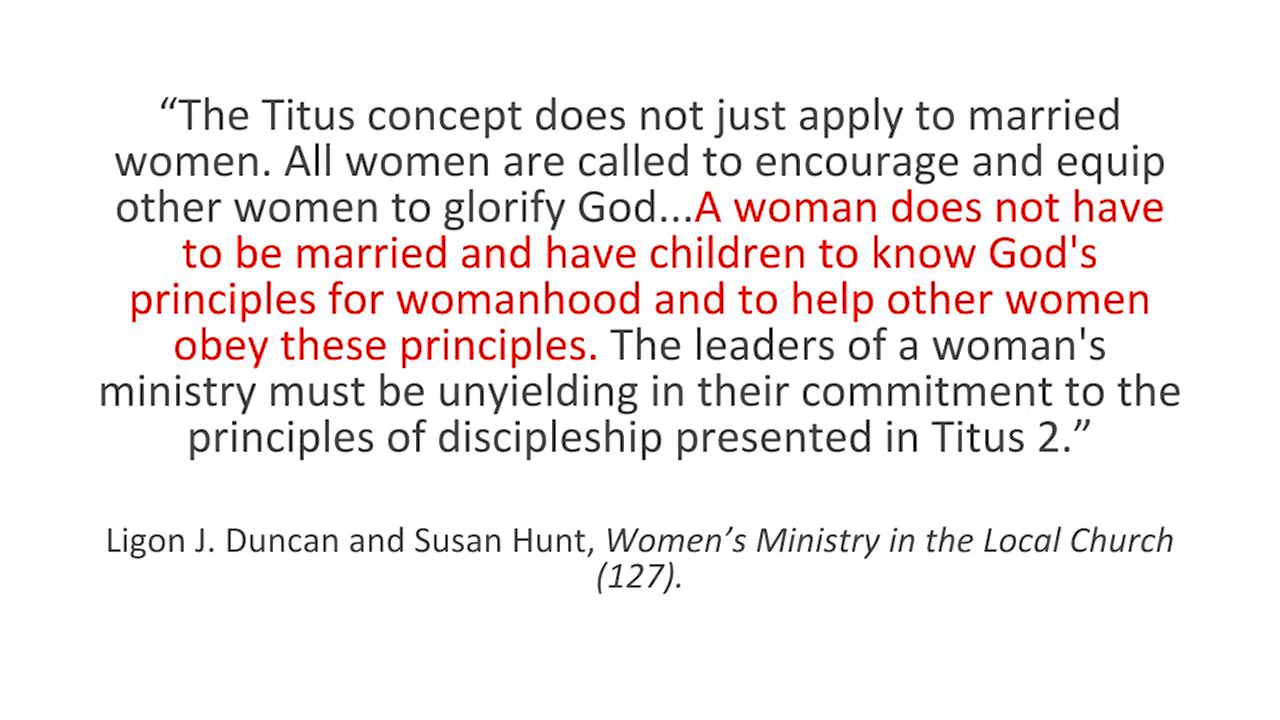 “The Titus concept does not just apply to married
women. All women are called to encourage and equip
other women to glorify God...A woman does not have
to be married and have children to know God's
principles for womanhood and to help other women
obey these principles. The leaders of a woman's
ministry must be unyielding in their commitment to the
principles of discipleship presented in Titus 2.”
Ligon J. Duncan and Susan Hunt, Women’s Ministry in the Local Church
(127).